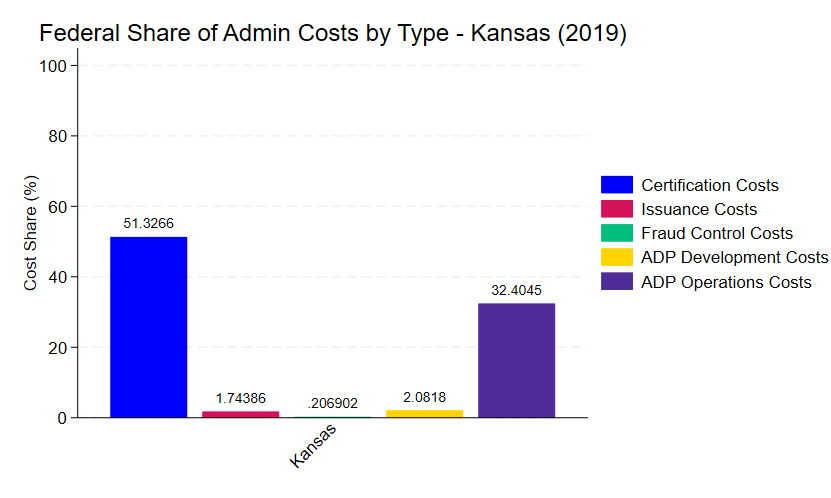 Federal Share of Admin Costs by Type - Kansas (2019)
Cost Share (%)
100
80
60
40
20
0
51.3266
1.74386
.206902
2.0818
32.4045
Kansas
Certification Costs
Issuance Costs
Fraud Control Costs
ADP Development Costs
ADP Operations Costs